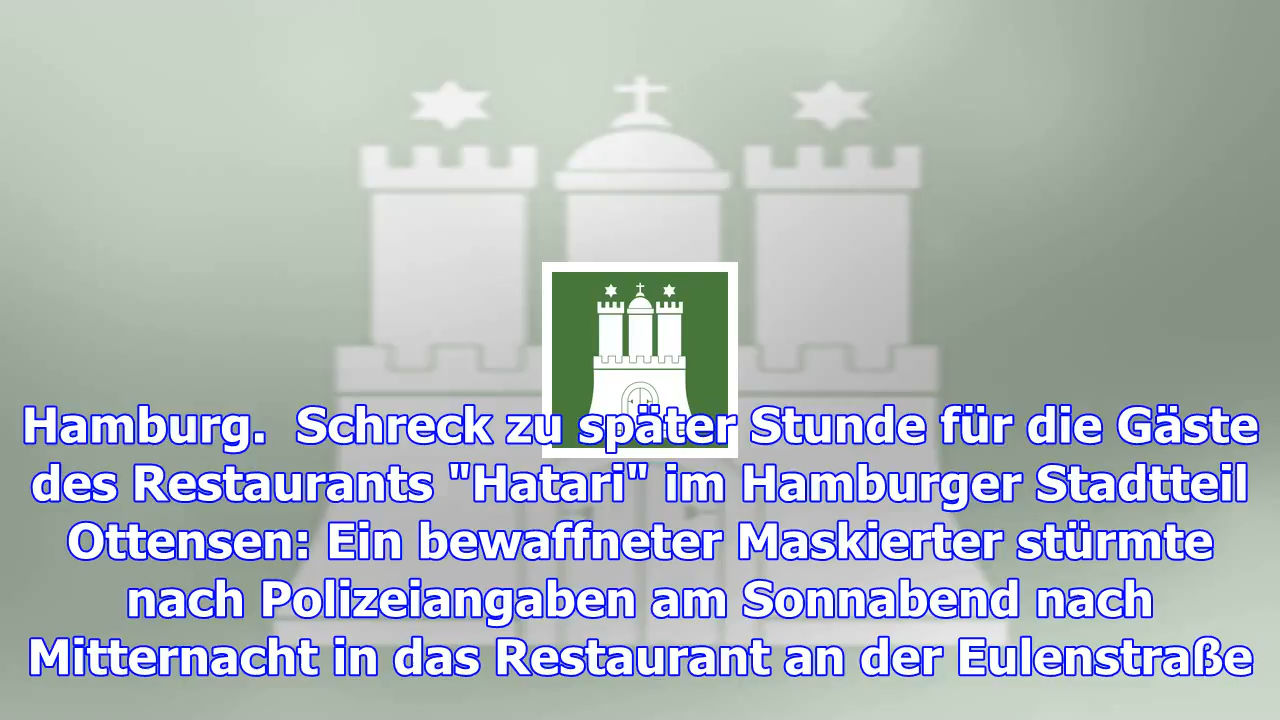 Hamburg.  Schreck zu später Stunde für die Gäste
des Restaurants "Hatari" im Hamburger Stadtteil
Ottensen: Ein bewaffneter Maskierter stürmte
nach Polizeiangaben am Sonnabend nach
Mitternacht in das Restaurant an der Eulenstraße